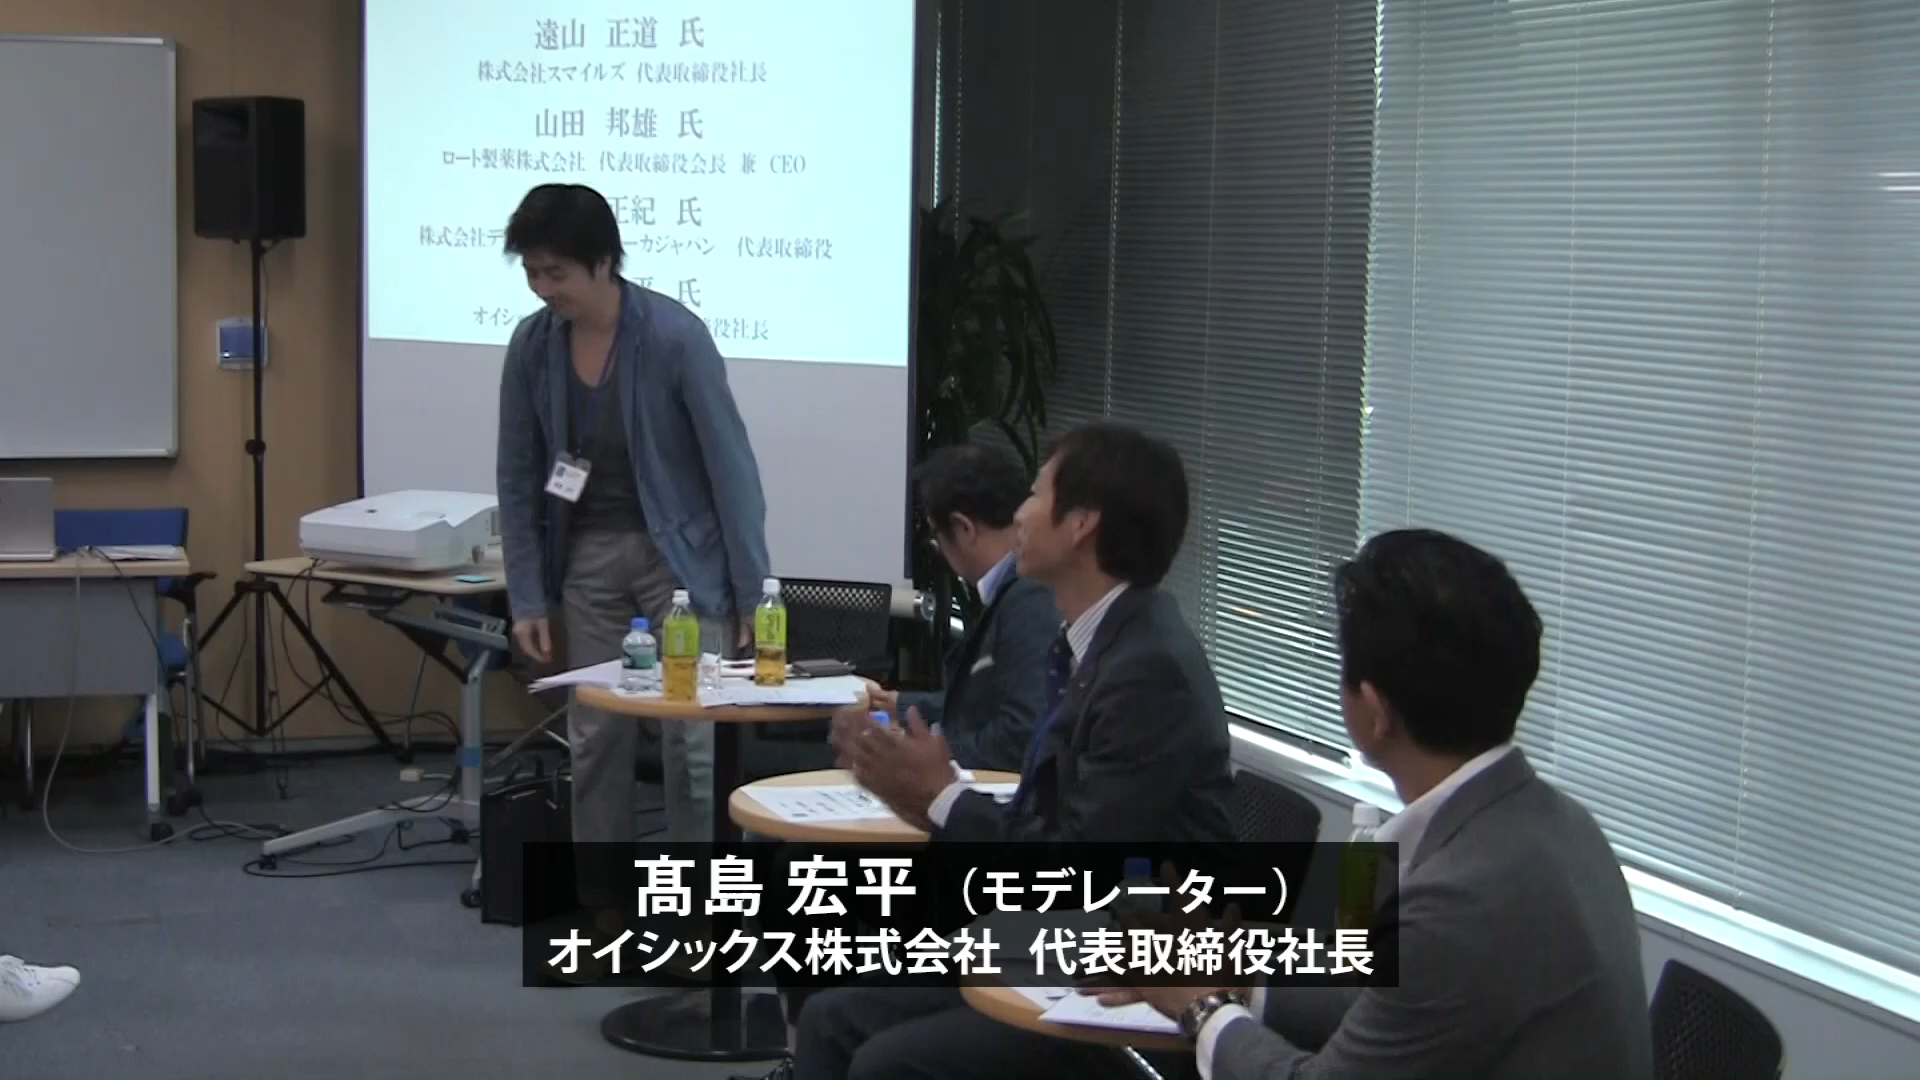 遠山 正道 氏
株式会社スマイルズ 代表取締役社長
山田 邦雄 氏
ロート製薬株式会社 代表取締役会長 兼 CEO
正紀 氏
株式会社デ ーカジャパン 代表取締役
平 氏
オイシッ 役社長
髙島 宏平 （モデレーター）
オイシックス株式会社 代表取締役社長